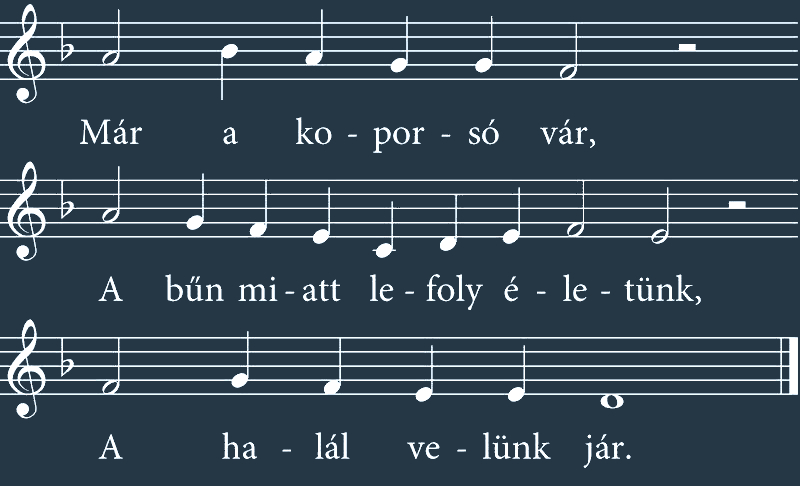 Már a ko - por - só vár,
A bűn mi - att le - foly é - le - tünk,
A ha - lál ve - lünk jár.